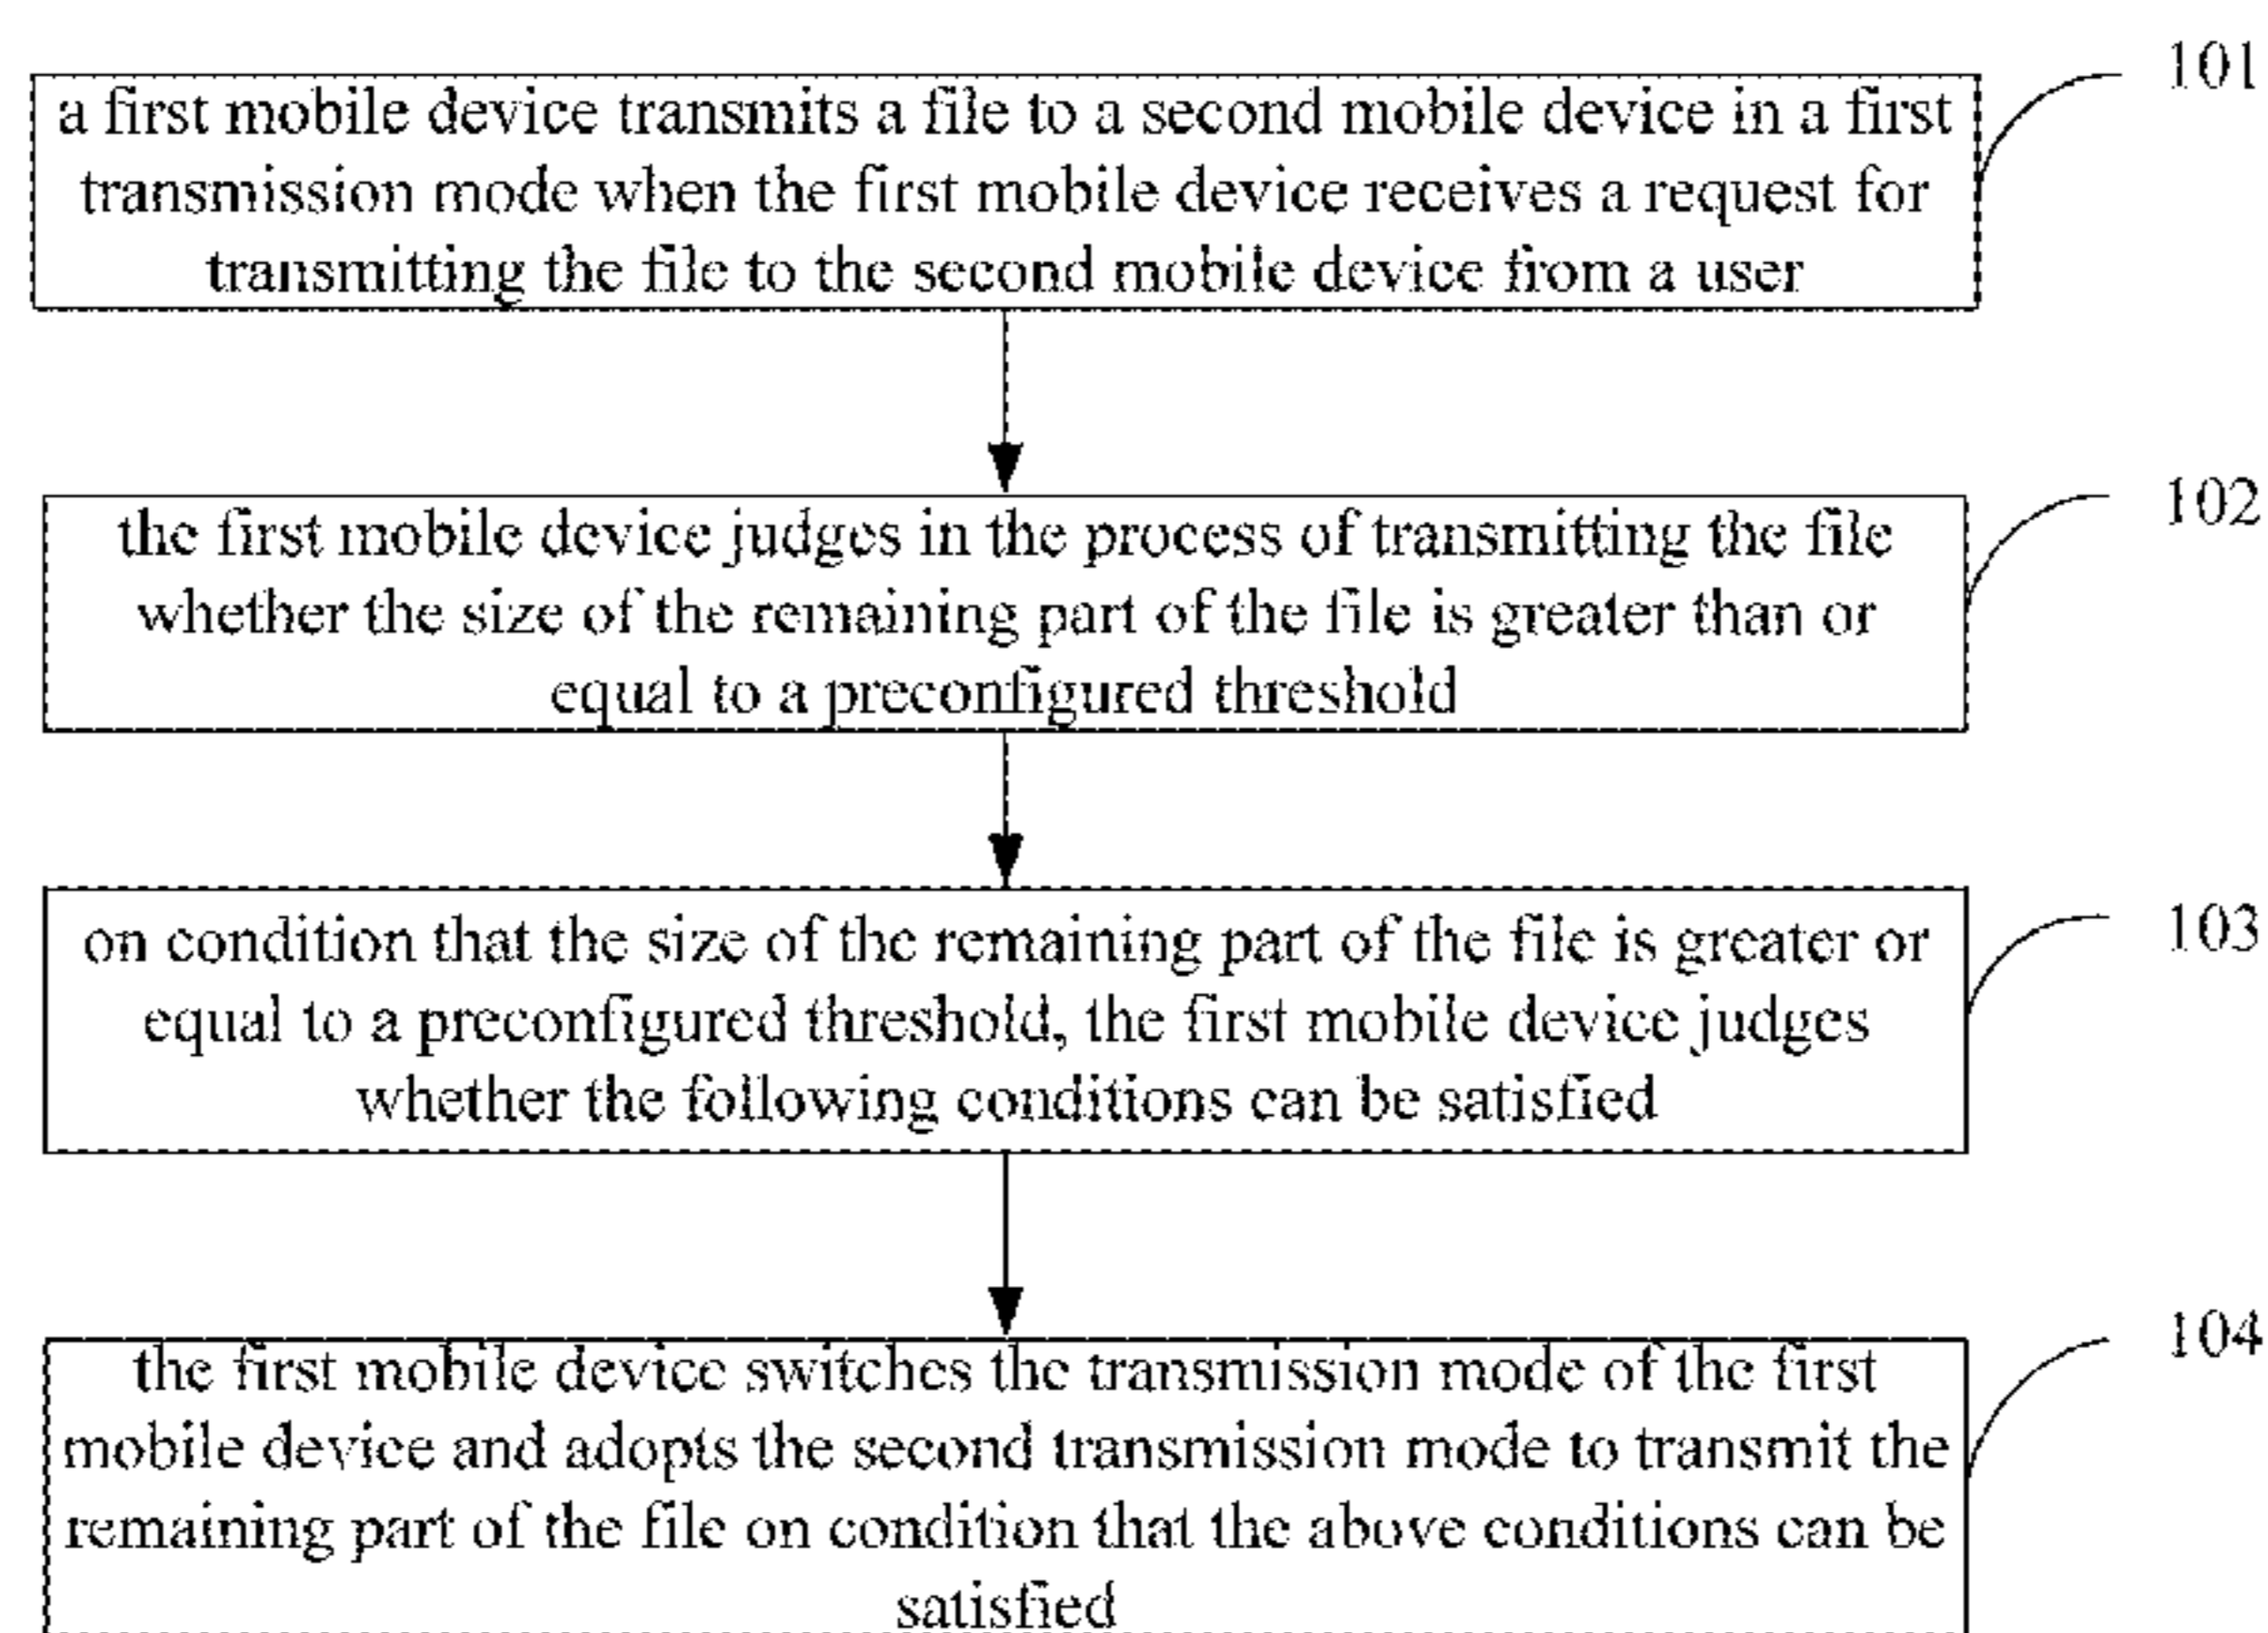 101
a first mobile device transmits a file to a second mobile device in a first
transmission mode when the first mobile device receives a request for
transmitting the file to the second mobile device from a user
102
the first mobile device judges in the process of transmitting the file
whether the size of the remaining part of the file is greater than or
equal to a preconfigured threshold
103
on condition that the size of the remaining part of the file is greater or
equal to a preconfigured threshold, the first mobile device judges
whether the following conditions can be satisfied
104
the first mobile device switches the transmission mode of the first
mobile device and adopts the second transmission mode to transmit the
remaining part of the file on condition that the above conditions can be
satisfied